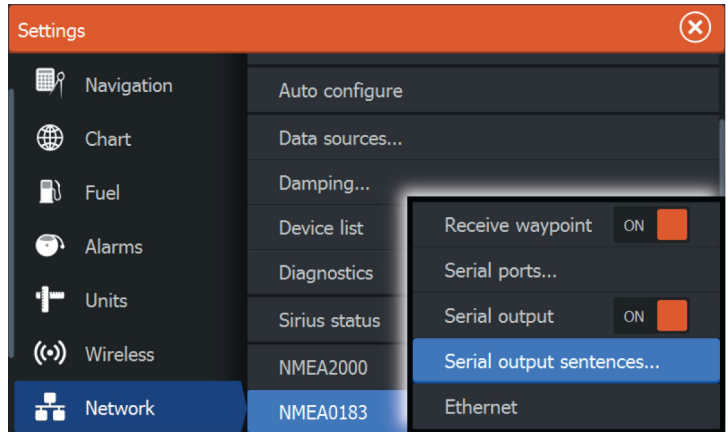 Settings
Navigation
Chart
Fuel
Alarms
Units
Wireless
Network
Auto configure
Data sources...
Damping...
Device list
Diagnostics
Sirius status
NMEA2000
NMEA0183
Receive waypoint ON
Serial ports...
Serial output ON
Serial output sentences...
Ethernet